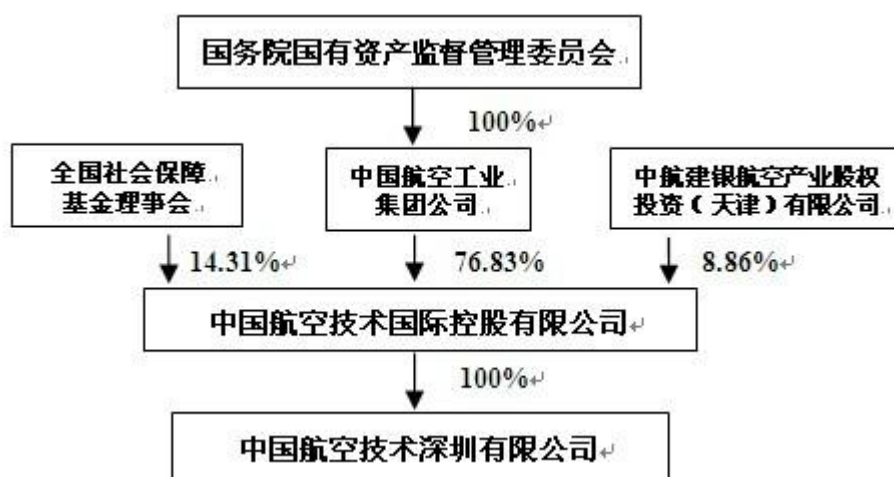 国务院国有资产监督管理委员会
100%
全国社会保障
基金理事会
中国航空工业
集团公司
中航建银航空产业股权
投资（天津）有限公司
14.31%
76.83%
8.86%
中国航空技术国际控股有限公司
100%
中国航空技术深圳有限公司